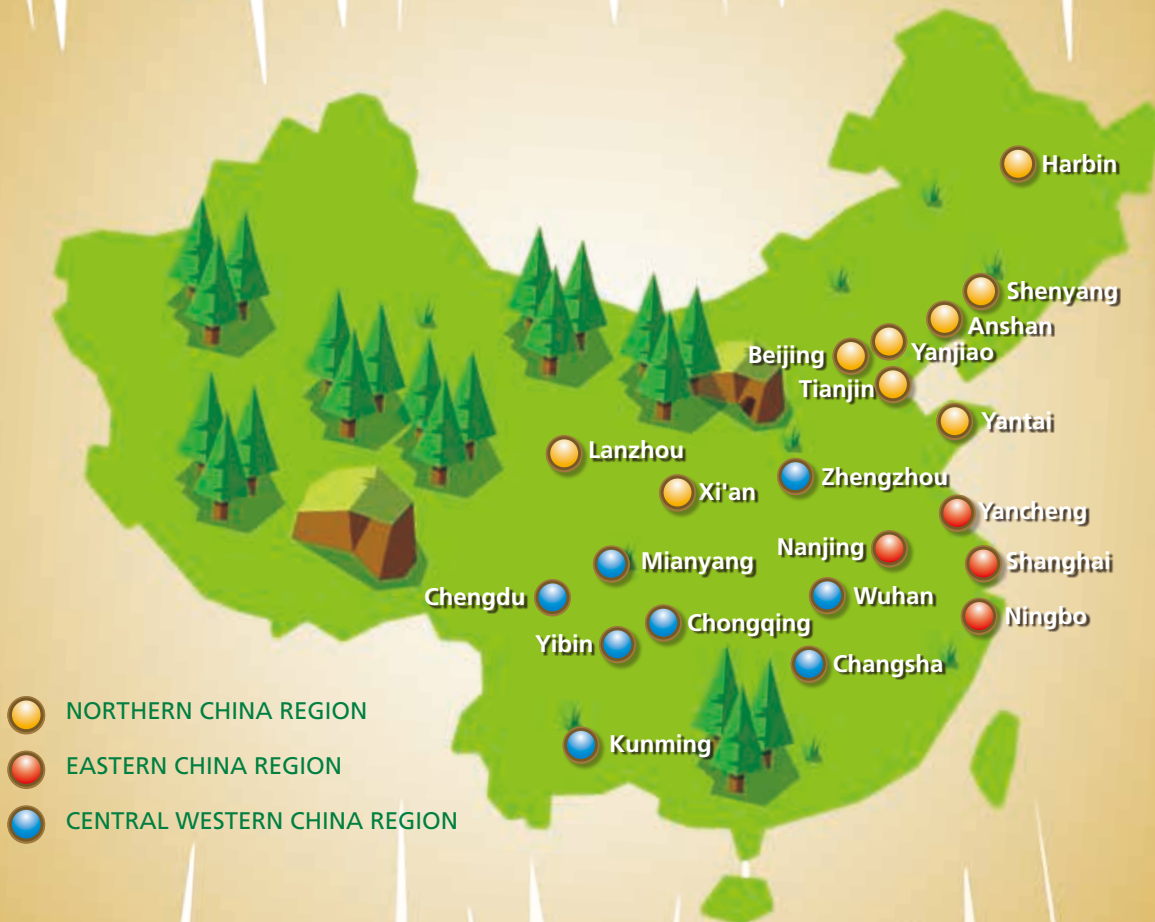 Harbin
Shenyang
Anshan
Yanjiao
Beijing
Tianjin
Yantai
Lanzhou
Zhengzhou
Xi'an
Yancheng
Nanjing
Shanghai
Mianyang
Chengdu
Wuhan
Ningbo
Chongqing
Yibin
Changsha
Kunming
NORTHERN CHINA REGION
EASTERN CHINA REGION
CENTRAL WESTERN CHINA REGION